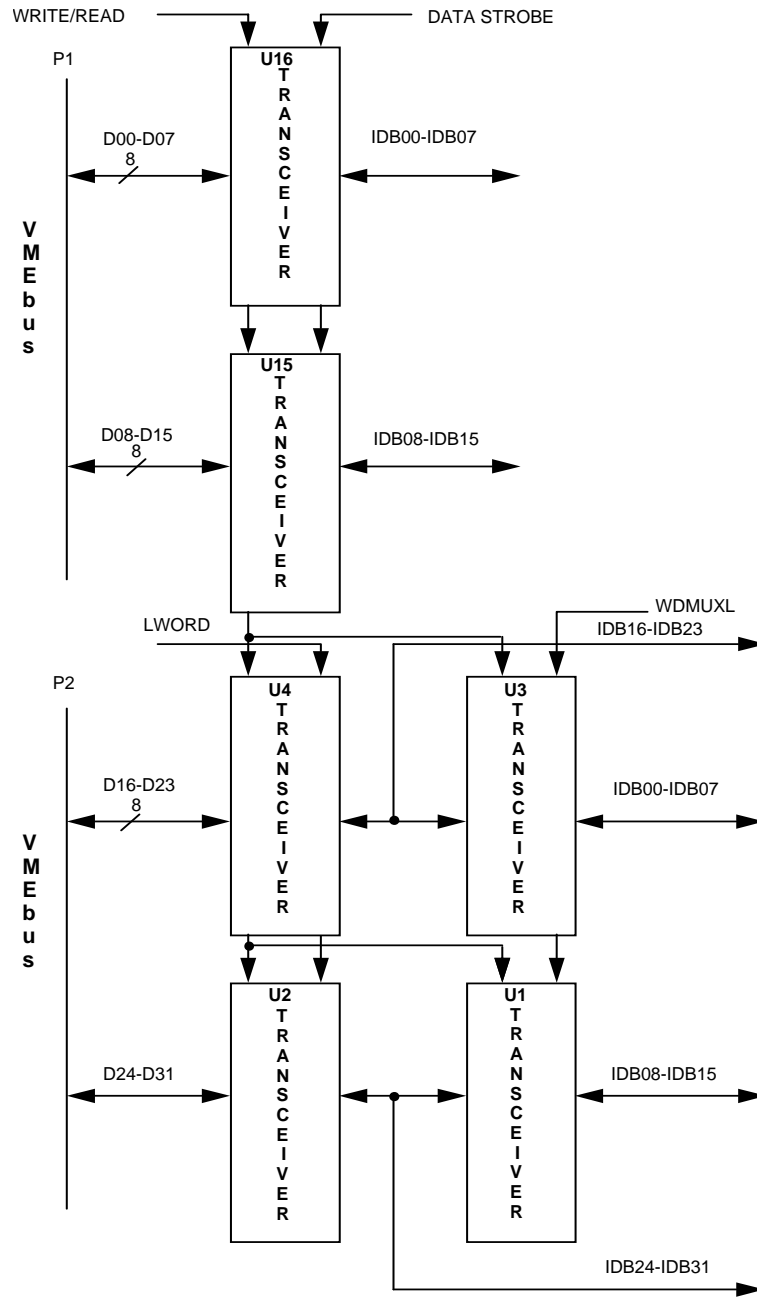 WRITE/READ
DATA STROBE
P1
U16
TRANSCEIVER
D00-D07
8
IDB00-IDB07
VMEbus
U15
TRANSCEIVER
D08-D15
8
IDB08-IDB15
LWORD
WDMUXL
IDB16-IDB23
P2
U4
TRANSCEIVER
U3
TRANSCEIVER
D16-D23
8
IDB00-IDB07
VMEbus
U2
TRANSCEIVER
U1
TRANSCEIVER
D24-D31
IDB08-IDB15
IDB24-IDB31